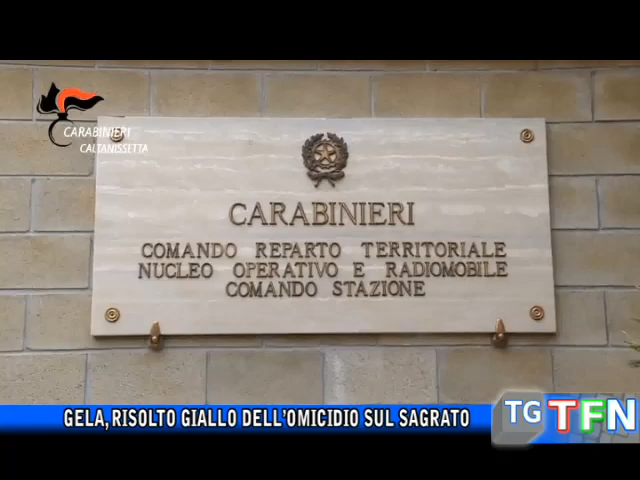 CARABINIERI
CALTANISSETTA
CARABINIERI
COMANDO REPARTO TERRITORIALE
NUCLEO OPERATIVO E RADIOMOBILE
COMANDO STAZIONE
GELA, RISOLTO GIALLO DELL'OMICIDIO SUL SAGRATO
TG TFN